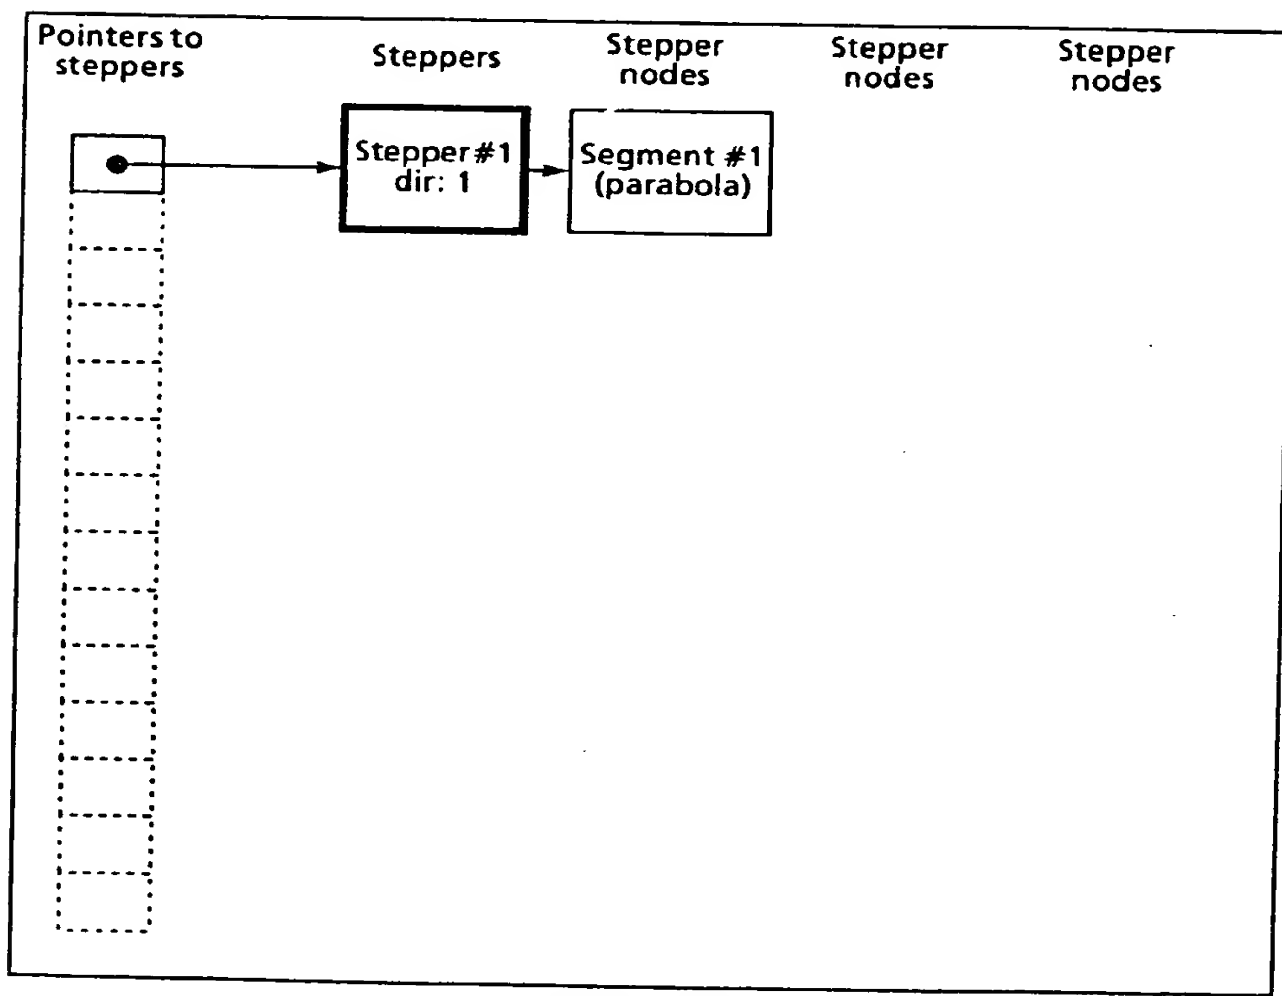 Pointers to
steppers
Steppers
Stepper
nodes
Stepper
nodes
Stepper
nodes
Stepper #1
dir: 1
Segment #1
(parabola)